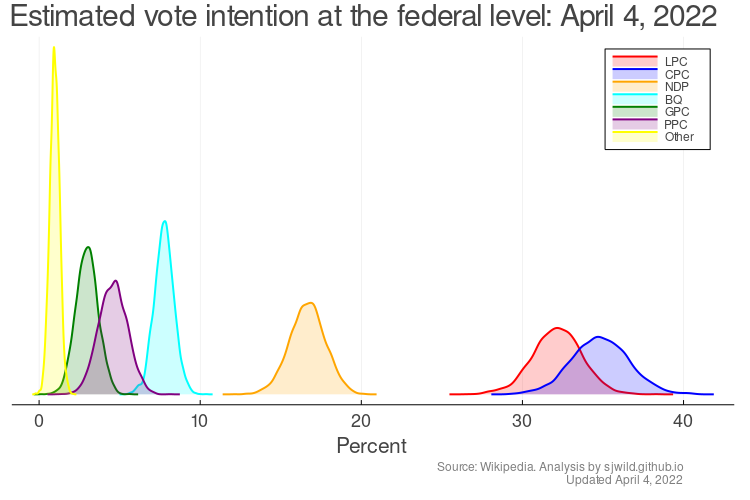 Estimated vote intention at the federal level: April 4, 2022
LPC
CPC
NDP
BQ
GPC
PPC
Other
0 10 20 30 40
Percent
Source: Wikipedia. Analysis by sjwild.github.io
Updated April 4, 2022